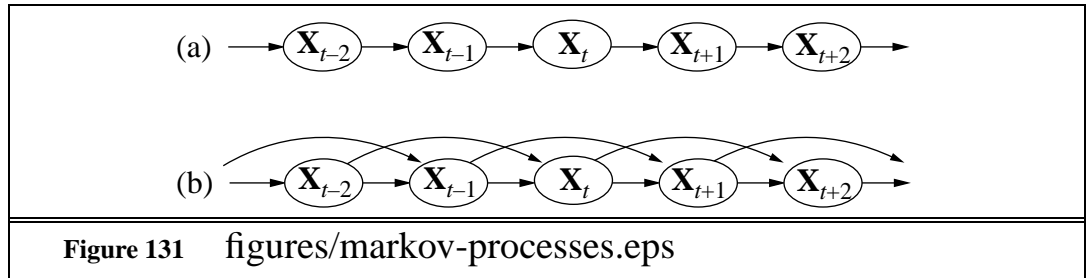 (a) X_{t−2} X_{t−1} X_t X_{t+1} X_{t+2}
(b) X_{t−2} X_{t−1} X_t X_{t+1} X_{t+2}
Figure 131 figures/markov-processes.eps